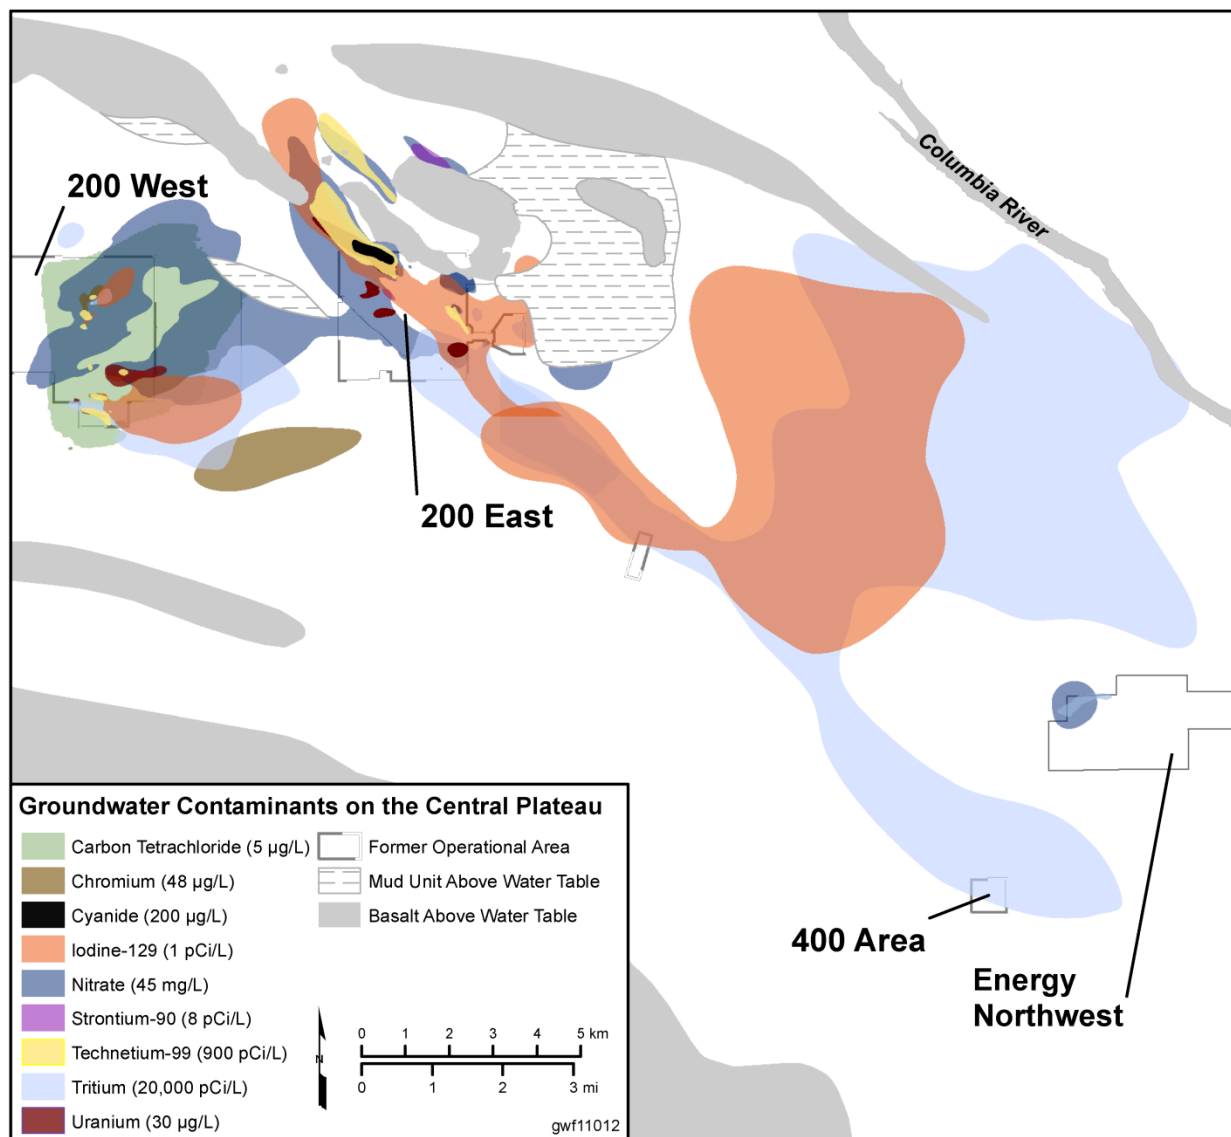 200 West
Columbia River
200 East
400 Area
Energy
Northwest
Groundwater Contaminants on the Central Plateau
Carbon Tetrachloride (5 µg/L)
Chromium (48 µg/L)
Cyanide (200 µg/L)
Iodine-129 (1 pCi/L)
Nitrate (45 mg/L)
Strontium-90 (8 pCi/L)
Technetium-99 (900 pCi/L)
Tritium (20,000 pCi/L)
Uranium (30 µg/L)
Former Operational Area
Mud Unit Above Water Table
Basalt Above Water Table
N
0 1 2 3 4 5 km
0 1 2 3 mi
gwf11012